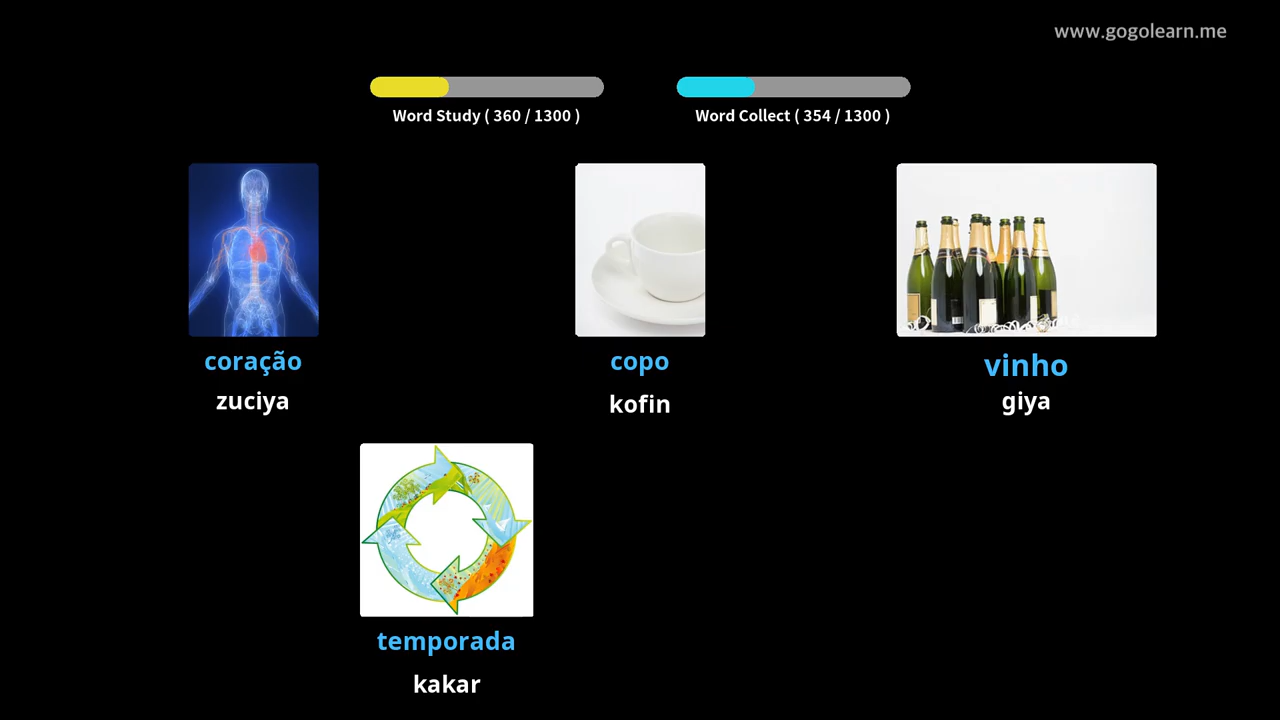 www.gogolearn.me
Word Study ( 360 / 1300 )
Word Collect ( 354 / 1300 )
coração
copo
vinho
zuciya
kofin
giya
temporada
kakar